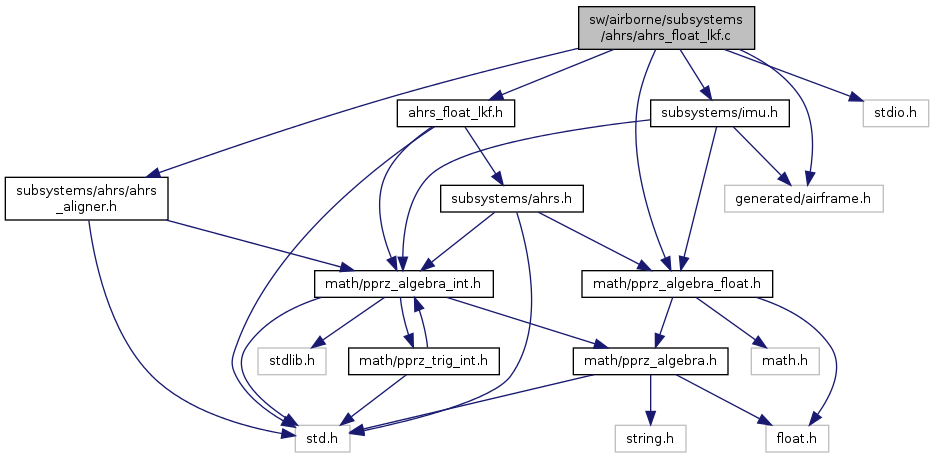 sw/airborne/subsystems
/ahrs/ahrs_float_lkf.c
ahrs_float_lkf.h
subsystems/imu.h
stdio.h
subsystems/ahrs/ahrs
_aligner.h
subsystems/ahrs.h
generated/airframe.h
math/pprz_algebra_int.h
math/pprz_algebra_float.h
stdlib.h
math/pprz_trig_int.h
math/pprz_algebra.h
math.h
std.h
string.h
float.h